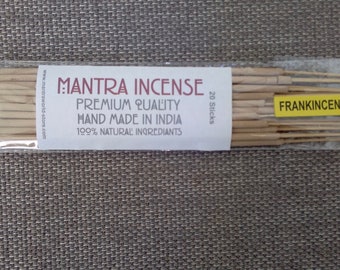 MANTRA INCENSE
PREMIUM QUALITY
HAND MADE IN INDIA
100% NATURAL INGREDIANTS
20 Sticks
FRANKINCEN